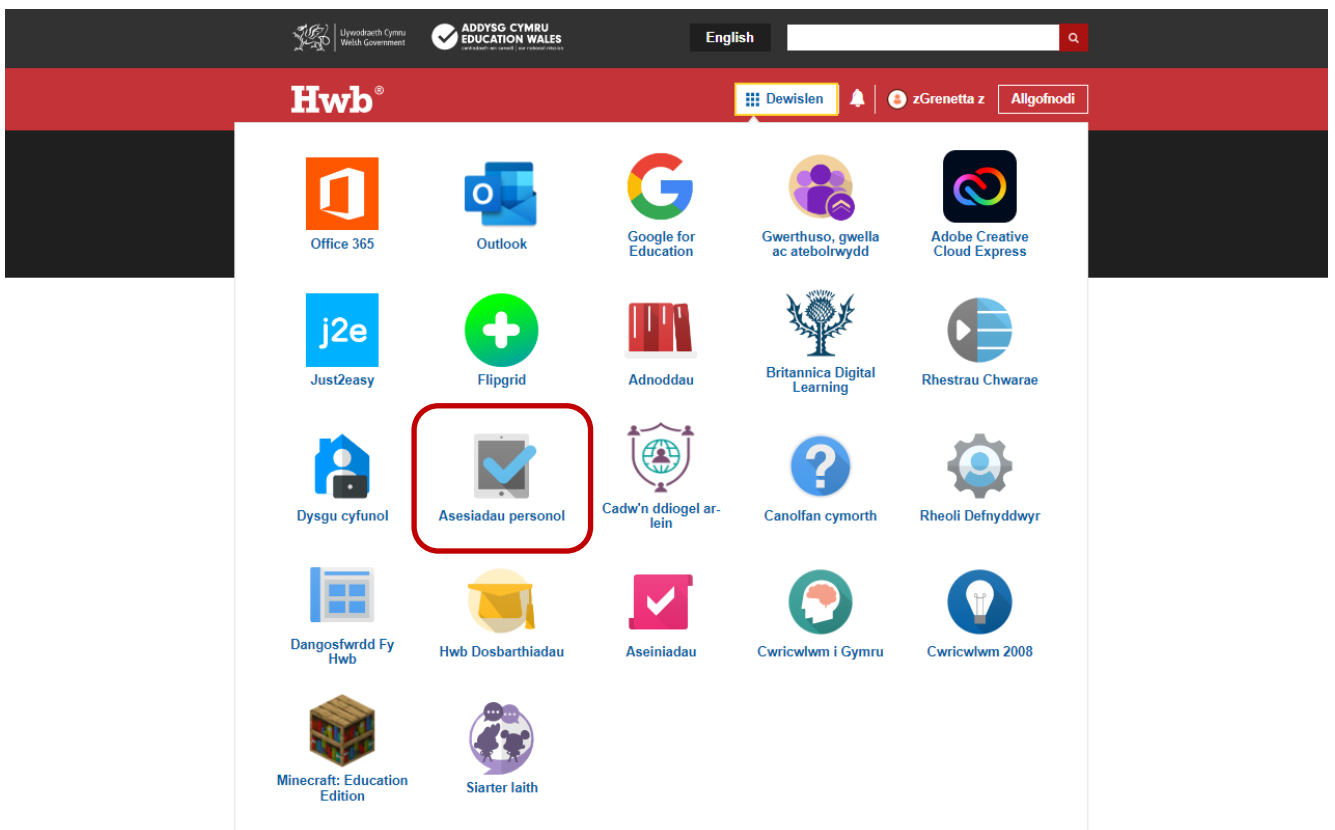 Llywodraeth Cymru
Welsh Government
ADDYSG CYMRU
EDUCATION WALES
English
Hwb®
Dewislen
zGrenetta z
Allgofnodi
Office 365
Outlook
Google for
Education
Gwerthuso, gwella
ac atebolrwydd
Adobe Creative
Cloud Express
j2e
Just2easy
Flipgrid
Adnoddau
Britannica Digital
Learning
Rhestrau Chwarae
Dysgu cyfunol
Asesiadau personol
Cadw'n ddiogel ar-
lein
Canolfan cymorth
Rheoli Defnyddwyr
Dangosfwrdd Fy
Hwb
Hwb Dosbarthiadau
Aseiniadau
Cwricwlwm i Gymru
Cwricwlwm 2008
Minecraft: Education
Edition
Siarter Iaith